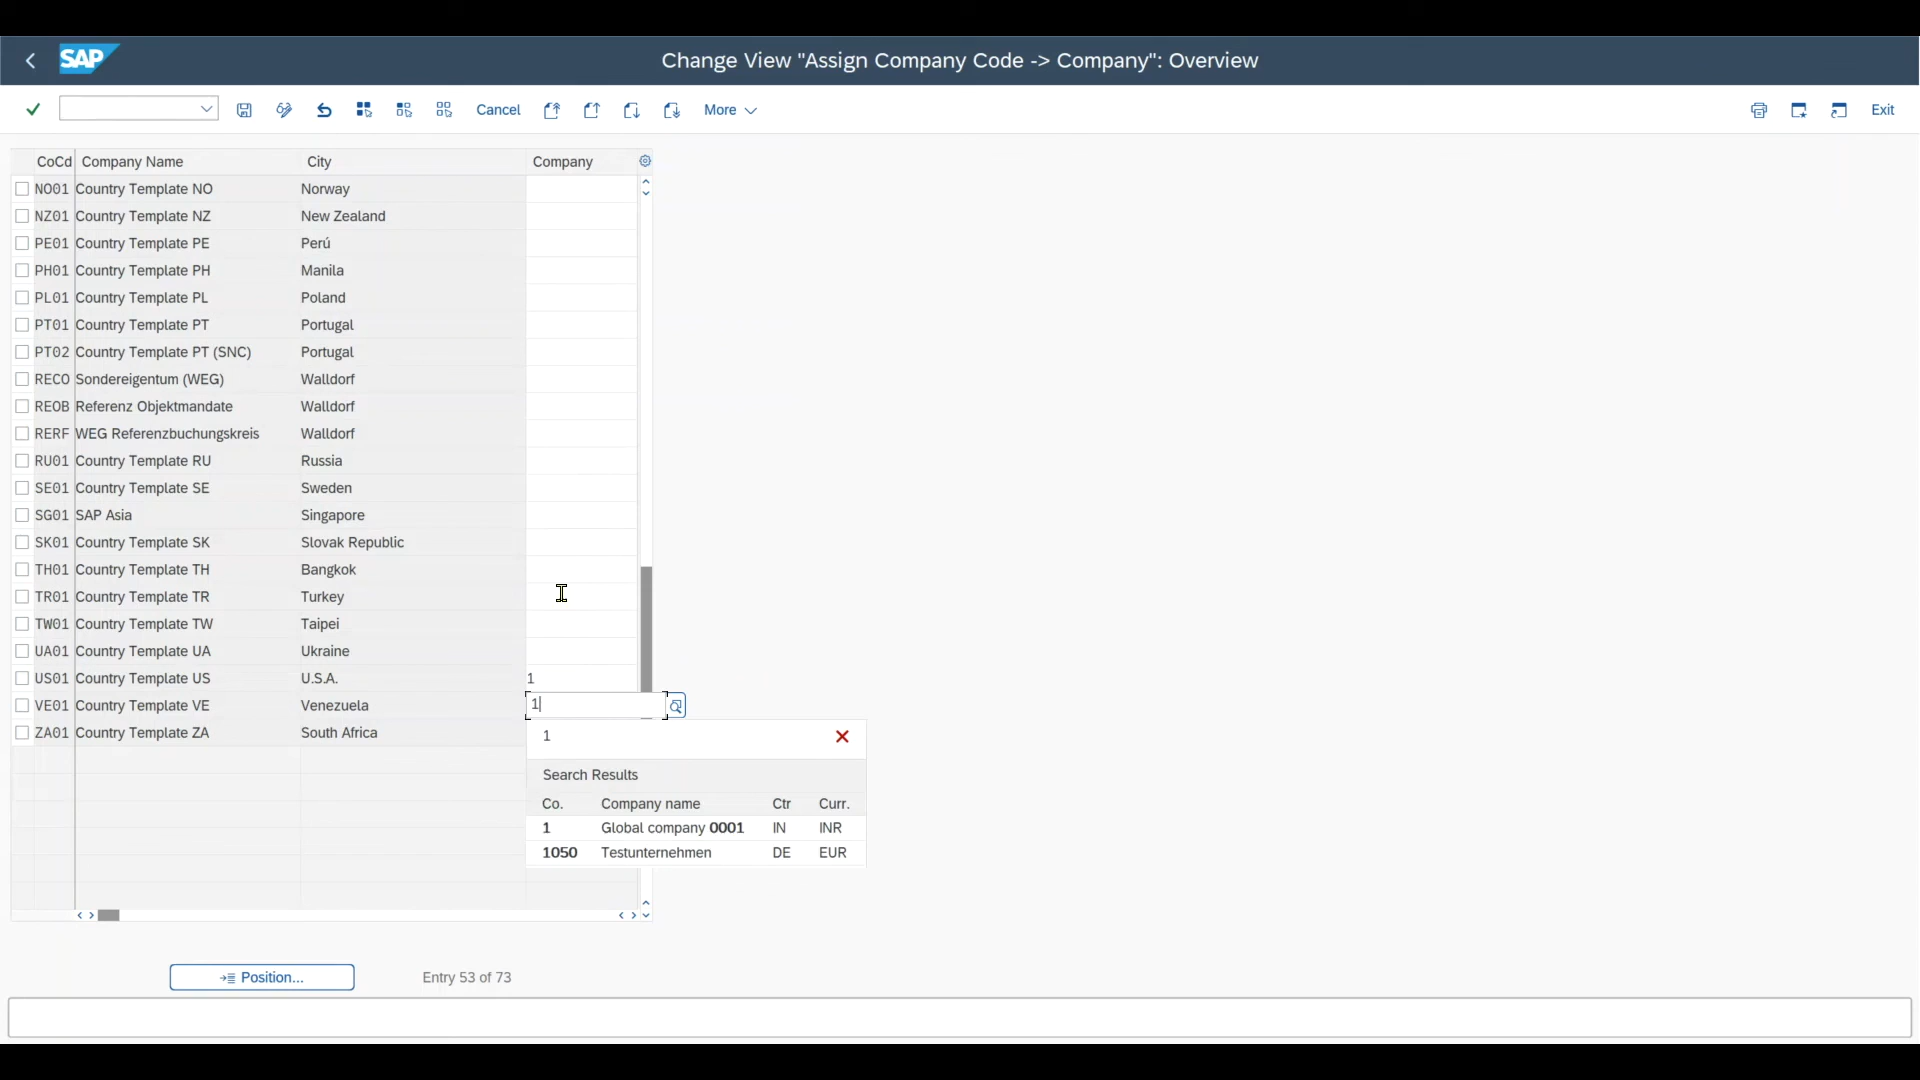 SAP
Change View "Assign Company Code -> Company": Overview
Cancel
More
Exit
CoCd Company Name City Company
NO01 Country Template NO Norway
NZ01 Country Template NZ New Zealand
PE01 Country Template PE Perú
PH01 Country Template PH Manila
PL01 Country Template PL Poland
PT01 Country Template PT Portugal
PT02 Country Template PT (SNC) Portugal
RECO Sondereigentum (WEG) Walldorf
REOB Referenz Objektmandate Walldorf
RERF WEG Referenzbuchungskreis Walldorf
RU01 Country Template RU Russia
SE01 Country Template SE Sweden
SG01 SAP Asia Singapore
SK01 Country Template SK Slovak Republic
TH01 Country Template TH Bangkok
TR01 Country Template TR Turkey
TW01 Country Template TW Taipei
UA01 Country Template UA Ukraine
US01 Country Template US U.S.A. 1
VE01 Country Template VE Venezuela 1
ZA01 Country Template ZA South Africa
1
Search Results
Co. Company name Ctr Curr.
1 Global company 0001 IN INR
1050 Testunternehmen DE EUR
Position...
Entry 53 of 73